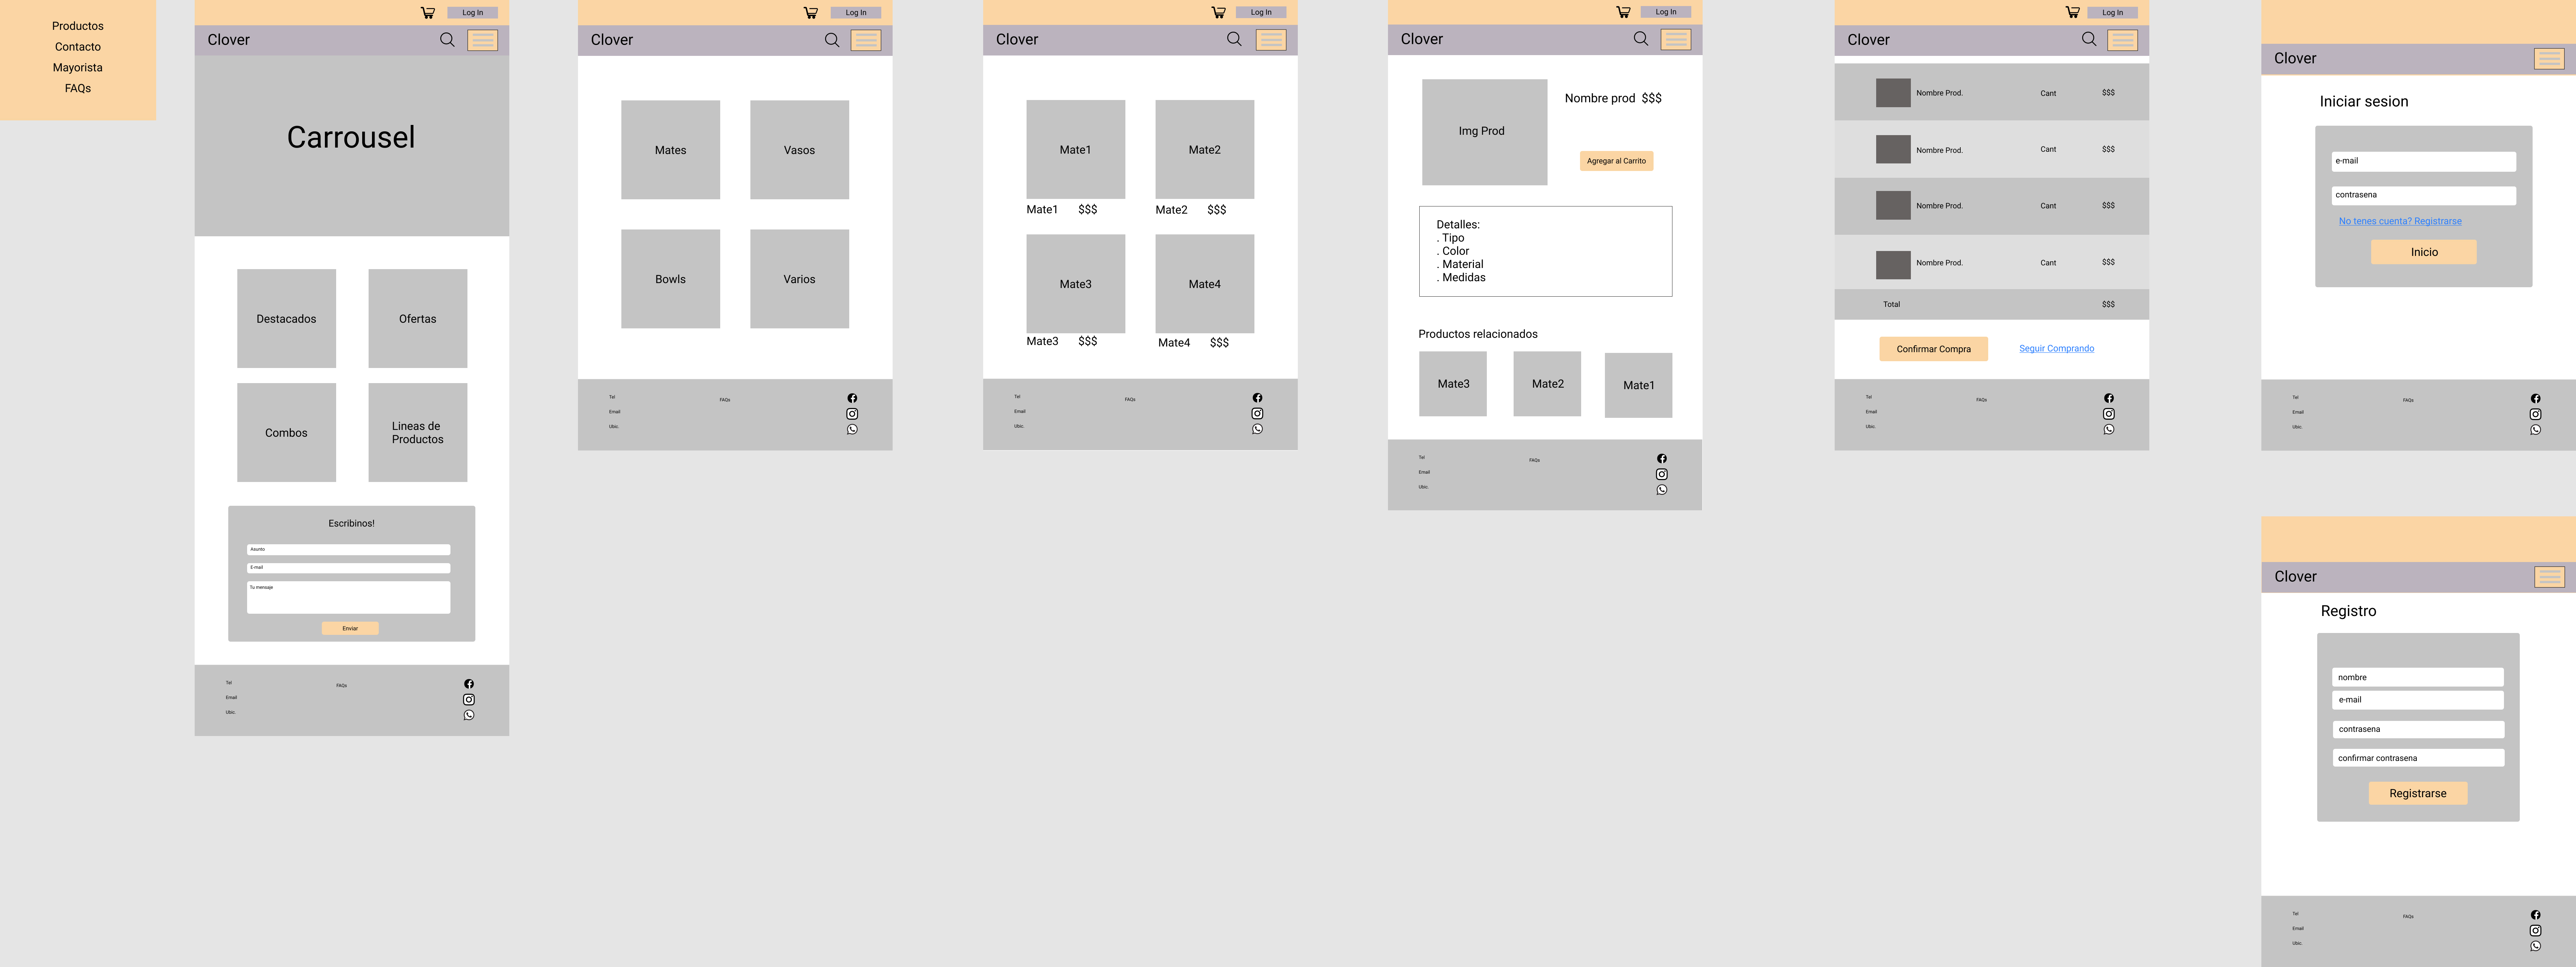 Productos
Contacto
Mayorista
FAQs
Log In
Clover
Carrousel
Destacados
Ofertas
Combos
Lineas de
Productos
Escribinos!
Asunto
E-mail
Tu mensaje
Enviar
Tel
FAQs
Email
Ubic.
Log In
Clover
Mates
Vasos
Bowls
Varios
Tel
FAQs
Email
Ubic.
Log In
Clover
Mate1
Mate2
Mate1 $$$
Mate2 $$$
Mate3
Mate4
Mate3 $$$
Mate4 $$$
Tel
FAQs
Email
Ubic.
Log In
Clover
Img Prod
Nombre prod $$$
Agregar al Carrito
Detalles:
. Tipo
. Color
. Material
. Medidas
Productos relacionados
Mate3
Mate2
Mate1
Tel
FAQs
Email
Ubic.
Log In
Clover
Nombre Prod. Cant $$$
Nombre Prod. Cant $$$
Nombre Prod. Cant $$$
Nombre Prod. Cant $$$
Total $$$
Confirmar Compra
Seguir Comprando
Tel
FAQs
Email
Ubic.
Clover
Iniciar sesion
e-mail
contrasena
No tenes cuenta? Registrarse
Inicio
Tel
FAQs
Email
Ubic.
Clover
Registro
nombre
e-mail
contrasena
confirmar contrasena
Registrarse
Tel
FAQs
Email
Ubic.